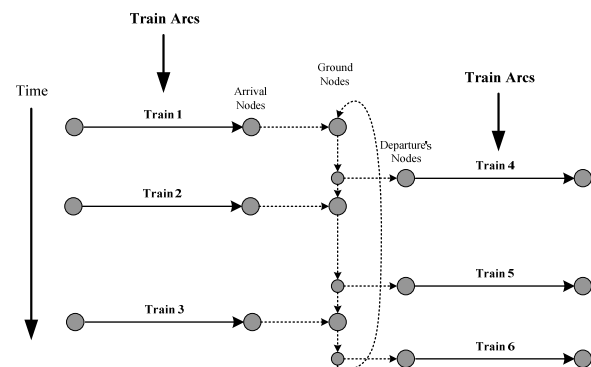 Train Arcs
Ground
Nodes
Train Arcs
Time
Arrival
Nodes
Train 1
Departure's
Nodes
Train 4
Train 2
Train 5
Train 3
Train 6